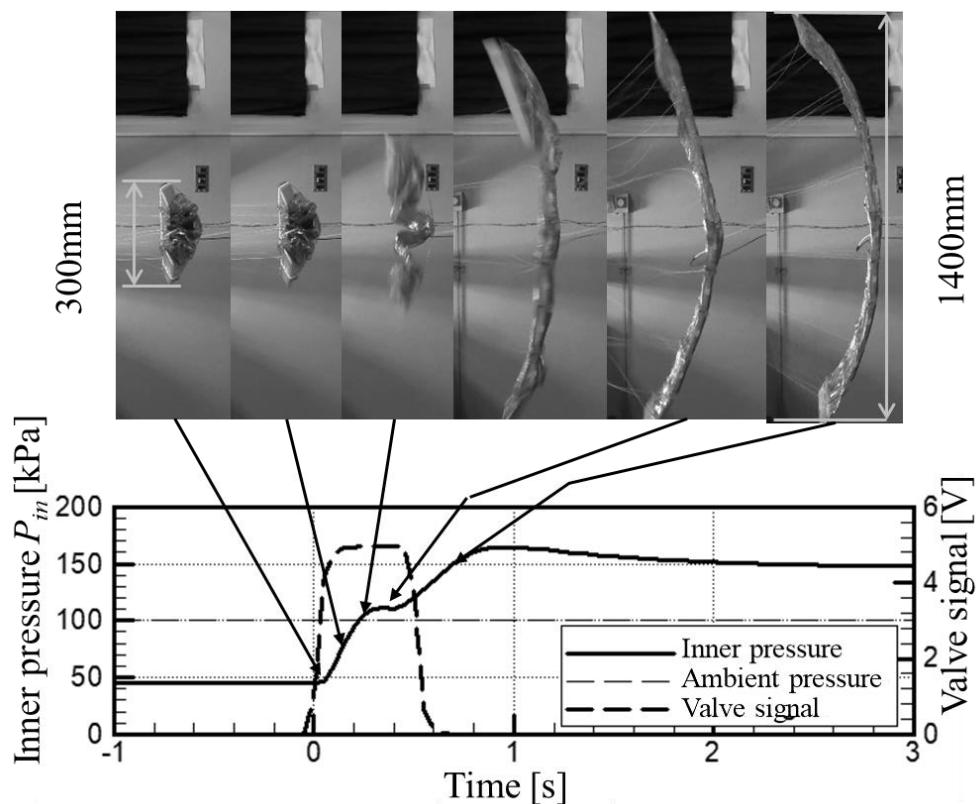 300mm
1400mm
Inner pressure P_in [kPa]
200
150
100
50
0
6
4
2
0
Valve signal [V]
Inner pressure
Ambient pressure
Valve signal
-1
0
1
2
3
Time [s]